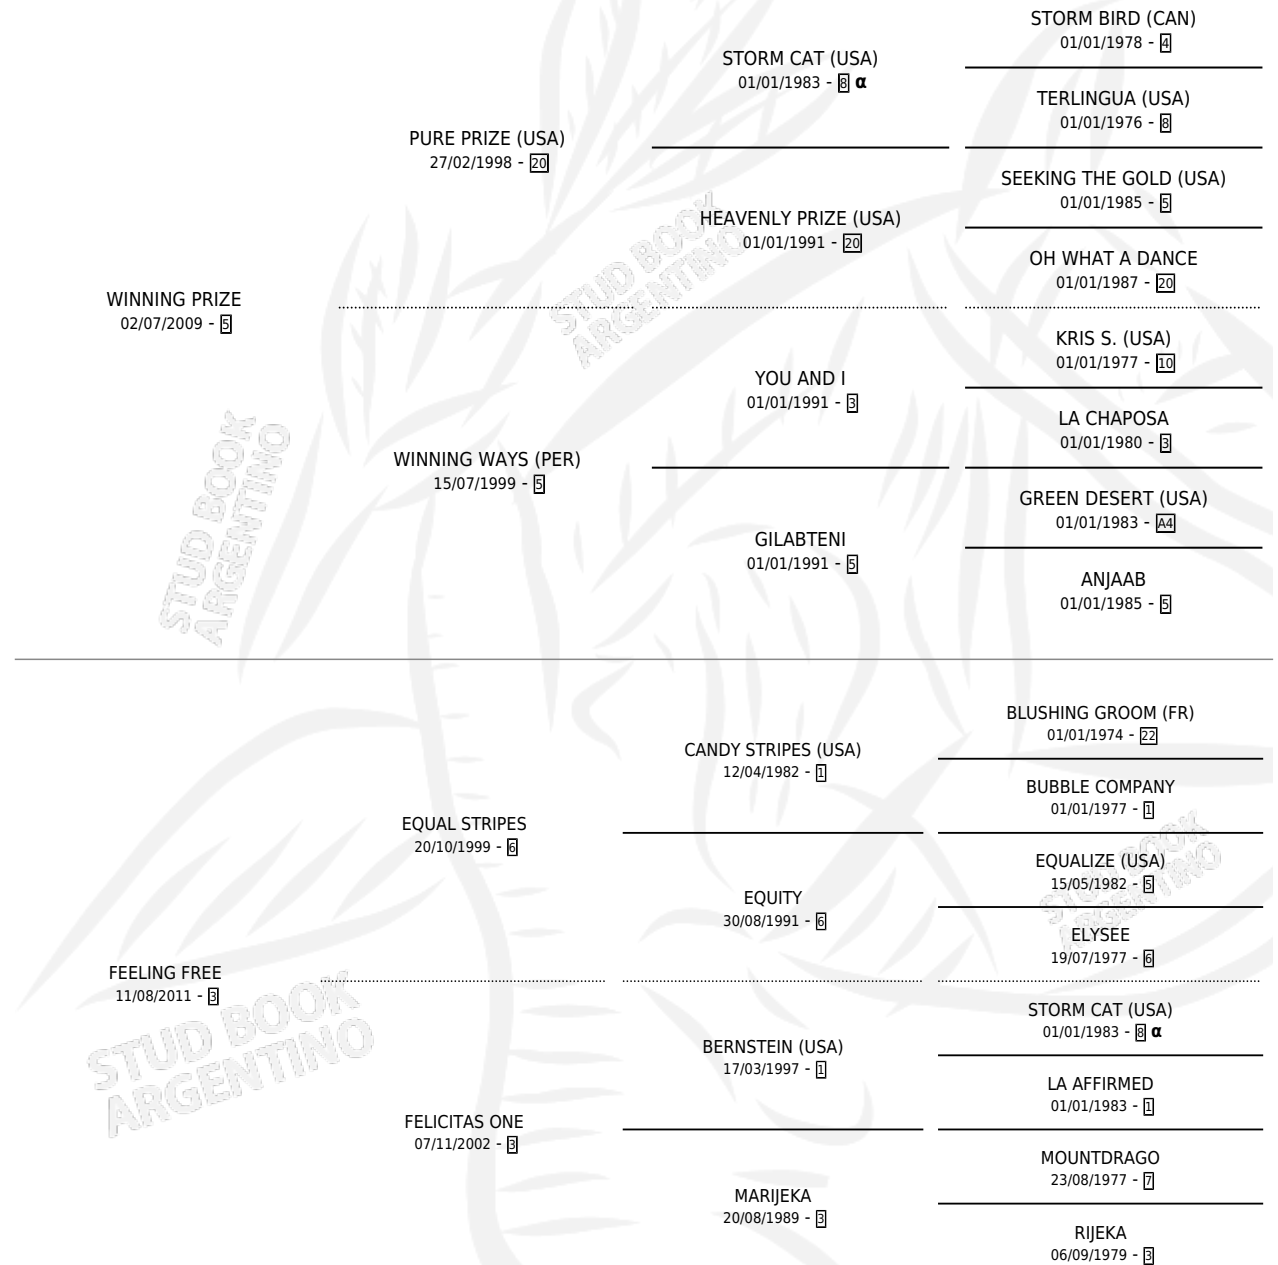 STORM BIRD (CAN)
01/01/1978 - 4
STORM CAT (USA)
01/01/1983 - 8 α
TERLINGUA (USA)
01/01/1976 - 8
PURE PRIZE (USA)
27/02/1998 - 20
SEEKING THE GOLD (USA)
01/01/1985 - 5
HEAVENLY PRIZE (USA)
01/01/1991 - 20
OH WHAT A DANCE
01/01/1987 - 20
WINNING PRIZE
02/07/2009 - 5
KRIS S. (USA)
01/01/1977 - 10
YOU AND I
01/01/1991 - 3
LA CHAPOSA
01/01/1980 - 3
WINNING WAYS (PER)
15/07/1999 - 5
GREEN DESERT (USA)
01/01/1983 - A4
GILABTENI
01/01/1991 - 5
ANJAAB
01/01/1985 - 5
STUD BOOK
ARGENTINO
STUD BOOK
ARGENTINO
BLUSHING GROOM (FR)
01/01/1974 - 22
CANDY STRIPES (USA)
12/04/1982 - 1
BUBBLE COMPANY
01/01/1977 - 1
EQUAL STRIPES
20/10/1999 - 6
EQUALIZE (USA)
15/05/1982 - 5
EQUITY
30/08/1991 - 6
ELYSEE
19/07/1977 - 6
FEELING FREE
11/08/2011 - 3
STORM CAT (USA)
01/01/1983 - 8 α
BERNSTEIN (USA)
17/03/1997 - 1
LA AFFIRMED
01/01/1983 - 1
FELICITAS ONE
07/11/2002 - 3
MOUNTDRAGO
23/08/1977 - 7
MARIJEKA
20/08/1989 - 3
RIJEKA
06/09/1979 - 3
STUD BOOK
ARGENTINO
STUD BOOK
ARGENTINO